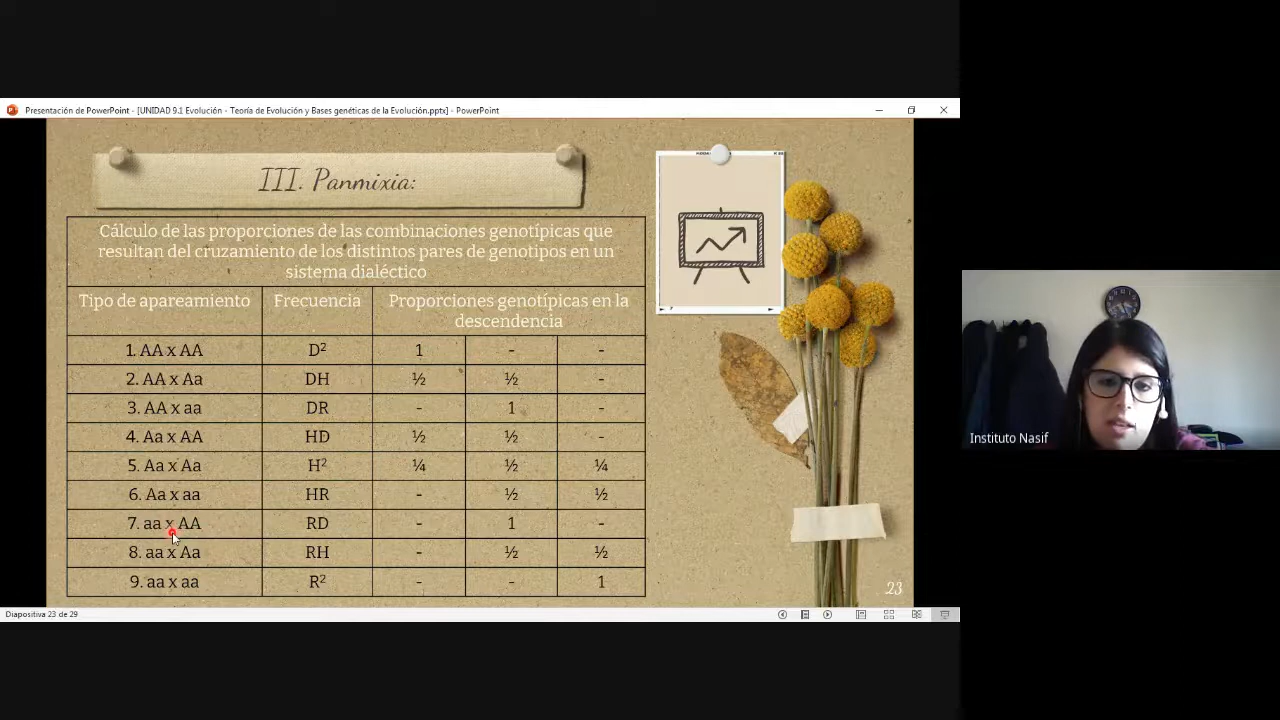 Presentación de PowerPoint - [UNIDAD 9.1 Evolución - Teoría de Evolución y Bases genéticas de la Evolución.pptx] - PowerPoint
III. Panmixia:
Cálculo de las proporciones de las combinaciones genotípicas que
resultan del cruzamiento de los distintos pares de genotipos en un
sistema dialéctico
Tipo de apareamiento Frecuencia Proporciones genotípicas en la
descendencia
1. AA x AA D² 1 - -
2. AA x Aa DH ½ ½ -
3. AA x aa DR - 1 -
4. Aa x AA HD ½ ½ -
5. Aa x Aa H² ¼ ½ ¼
6. Aa x aa HR - ½ ½
7. aa x AA RD - 1 -
8. aa x Aa RH - ½ ½
9. aa x aa R² - - 1
23
Diapositiva 23 de 29
Instituto Nasif